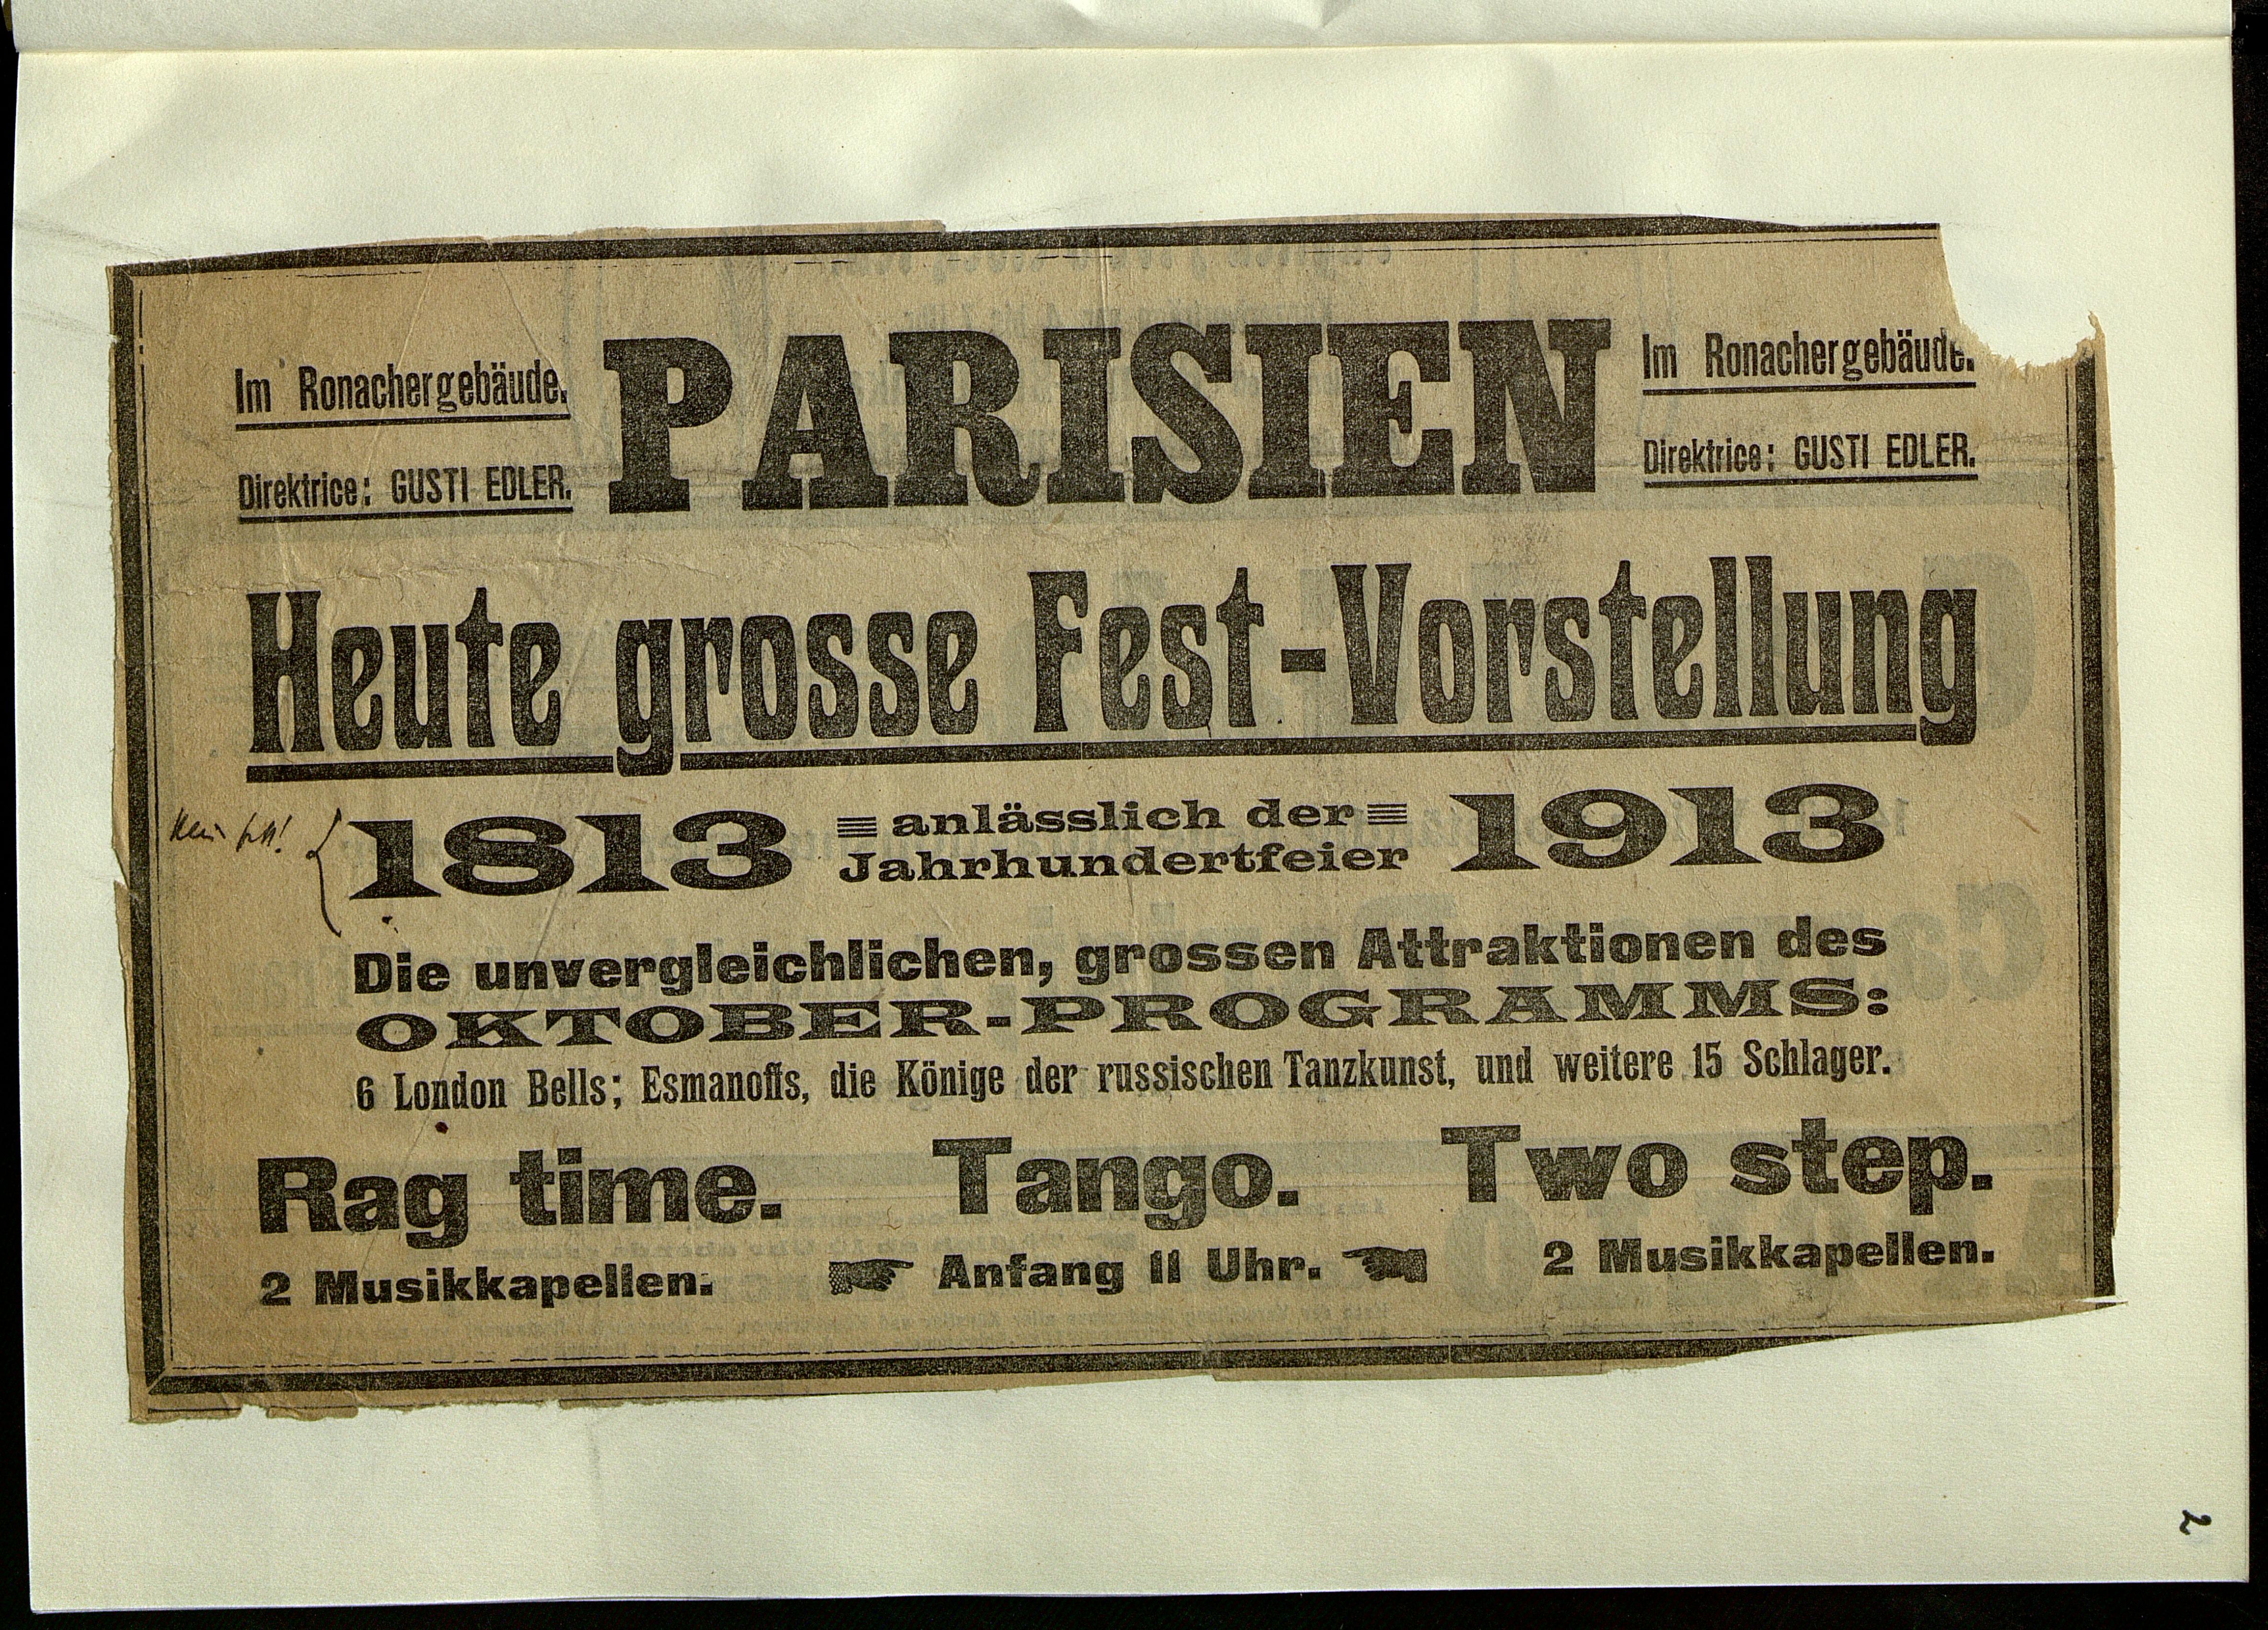 Im Ronachergebäude.
Direktrice: GUSTI EDLER.
PARISIEN
Im Ronachergebäude.
Direktrice: GUSTI EDLER.
Heute grosse Fest-Vorstellung
1813 anlässlich der Jahrhundertfeier 1913
Die unvergleichlichen, grossen Attraktionen des
OKTOBER-PROGRAMMS:
6 London Bells; Esmanoffs, die Könige der russischen Tanzkunst, und weitere 15 Schlager.
Rag time. Tango. Two step.
2 Musikkapellen. Anfang 11 Uhr. 2 Musikkapellen.
2